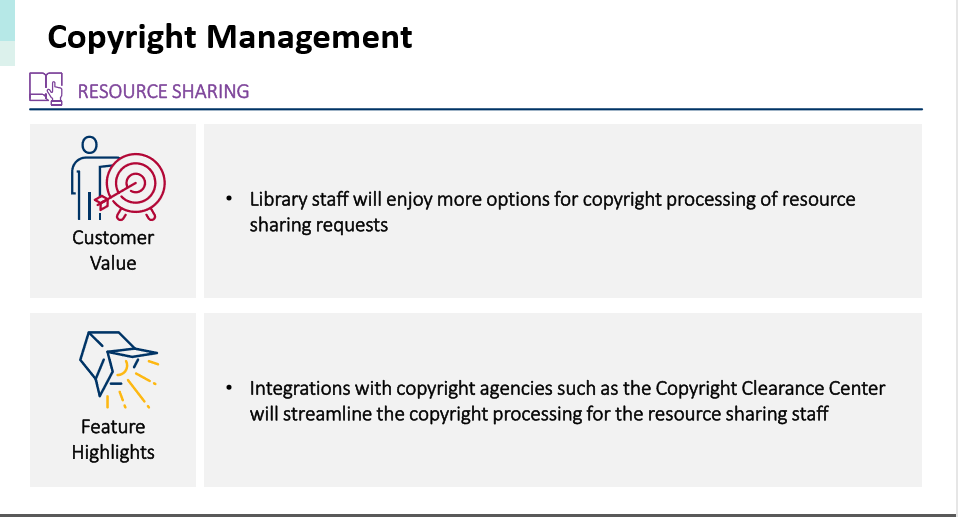 Copyright Management
RESOURCE SHARING
Customer
Value
• Library staff will enjoy more options for copyright processing of resource
sharing requests
Feature
Highlights
• Integrations with copyright agencies such as the Copyright Clearance Center
will streamline the copyright processing for the resource sharing staff